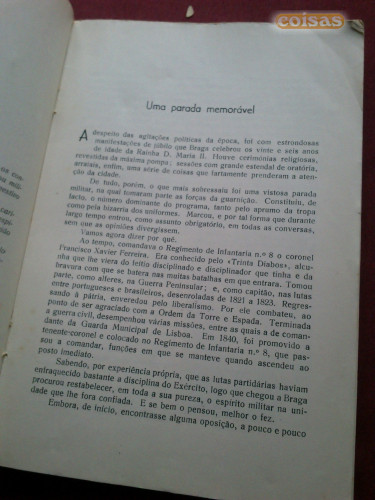 coisas
Uma parada memorável
A despeito das agitações políticas da época, foi com estrondosas
manifestações de júbilo que Braga celebrou os vinte e seis anos
de idade da Rainha D. Maria II. Houve cerimónias religiosas,
revestidas da máxima pompa; sessões com grande estendal de oratória,
arraiais, enfim, uma série de coisas que lartamente prenderam a aten-
ção da cidade.
De tudo, porém, o que mais sobressaiu foi uma vistosa parada
militar, na qual tomaram parte as forças da guarnição. Constituiu, de
facto, o número dominante do programa, tanto pelo apromo da tropa
como pela bizarria dos uniformes. Marcou, e por tal forma que durante
largo tempo entrou, como assunto obrigatório, em todas as conversas,
sem que as opiniões divergissem.
Vamos agora dizer por quê.
Ao tempo, comandava o Regimento de Infantaria n.º 8 o coronel
Francisco Xavier Ferreira. Era conhecido pelo «Trinta Diabos», alcu-
nha que lhe viera do feitio disciplinado e disciplinador que tinha e da
bravura com que se batera nas muitas batalhas em que entrara. Tomou
parte, como alferes, na Guerra Peninsular; e, como capitão, nas lutas
entre portugueses e brasileiros, desenroladas de 1821 a 1823. Regres-
sando à pátria, enveredou pelo liberalismo. Por ele combateu, ao
ponto de ser agraciado com a Ordem da Torre e Espada. Terminada
a guerra civil, desempenhou várias missões, entre as quais a de coman-
dante da Guarda Municipal de Lisboa. Em 1840, foi promovido a
tenente-coronel e colocado no Regimento de Infantaria n.º 8, que pas-
sou a comandar, funções em que se manteve quando ascendeu ao
posto imediato.
Sabendo, por experiência própria, que as lutas partidárias haviam
enfraquecido bastante a disciplina do Exército, logo que chegou a Braga
procurou restabelecer, em toda a sua pureza, o espírito militar na uni-
dade que lhe fora confiada. E se bem o pensou, melhor o fez.
Embora, de início, encontrasse alguma oposição, a pouco e pouco